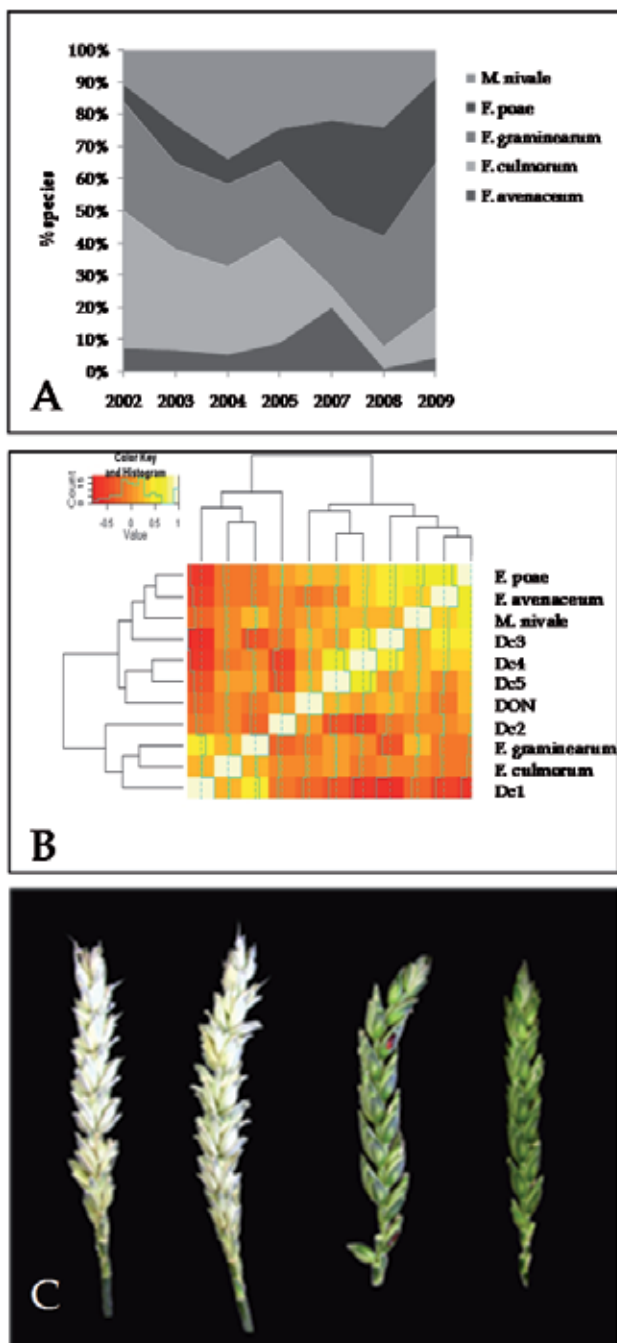 100%
90%
80%
70%
60%
50%
40%
30%
20%
10%
0%
% species
2002 2003 2004 2005 2007 2008 2009
M. nivale
F. poae
F. graminearum
F. culmorum
F. avenaceum
A
Color Key
and Histogram
Count
0 15
-0.5 0 0.5 1
Value
F. poae
F. avenaceum
M. nivale
Dc3
Dc4
Dc5
DON
Dc2
F. graminearum
F. culmorum
Dc1
B
C